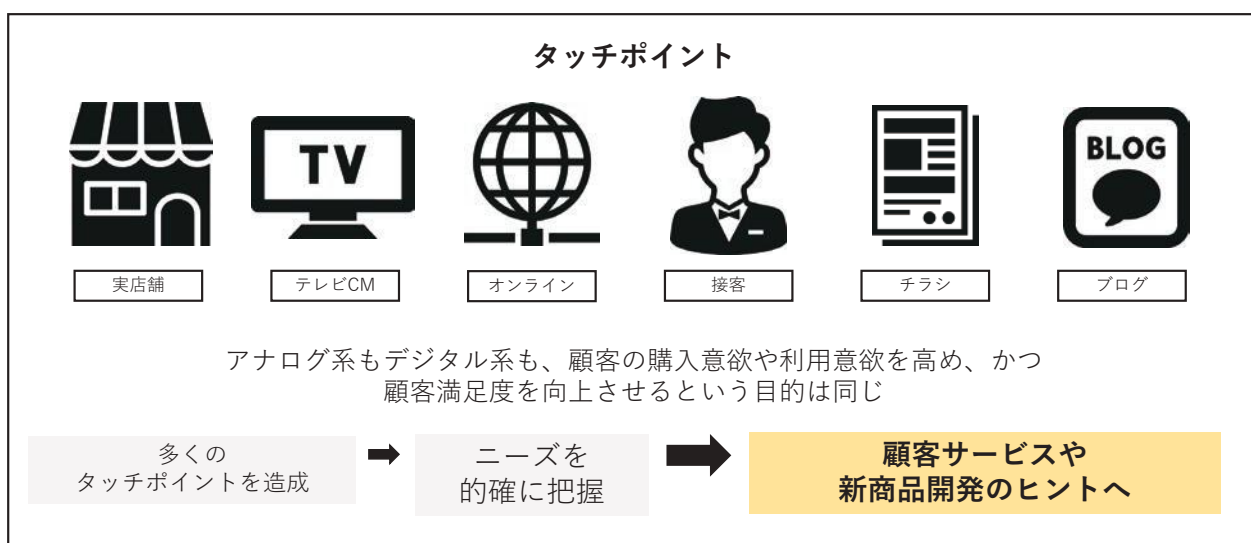 タッチポイント
TV
BLOG
実店舗
テレビCM
オンライン
接客
チラシ
ブログ
アナログ系もデジタル系も、顧客の購入意欲や利用意欲を高め、かつ
顧客満足度を向上させるという目的は同じ
多くの
タッチポイントを造成
ニーズを
的確に把握
顧客サービスや
新商品開発のヒントへ